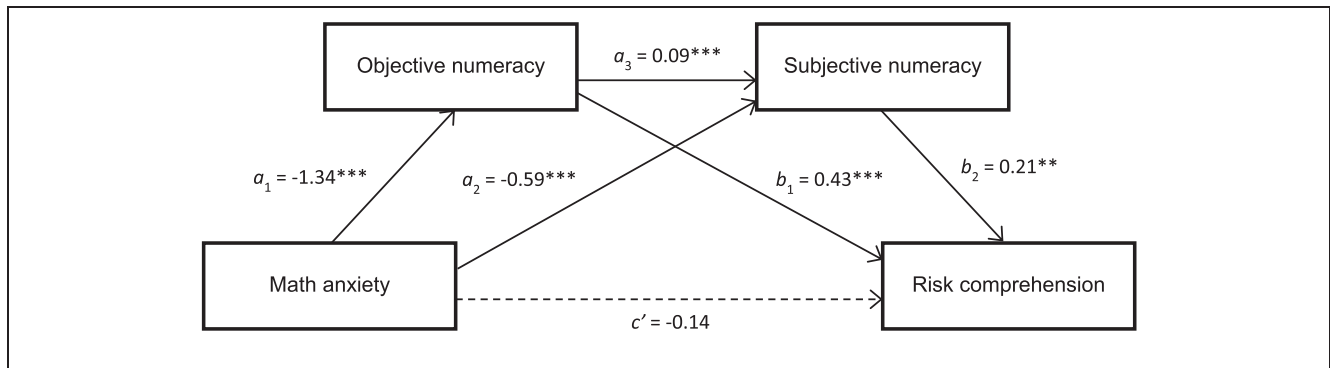 Objective numeracy
a3 = 0.09***
Subjective numeracy
a1 = -1.34***
a2 = -0.59***
b1 = 0.43***
b2 = 0.21**
Math anxiety
Risk comprehension
c′ = -0.14